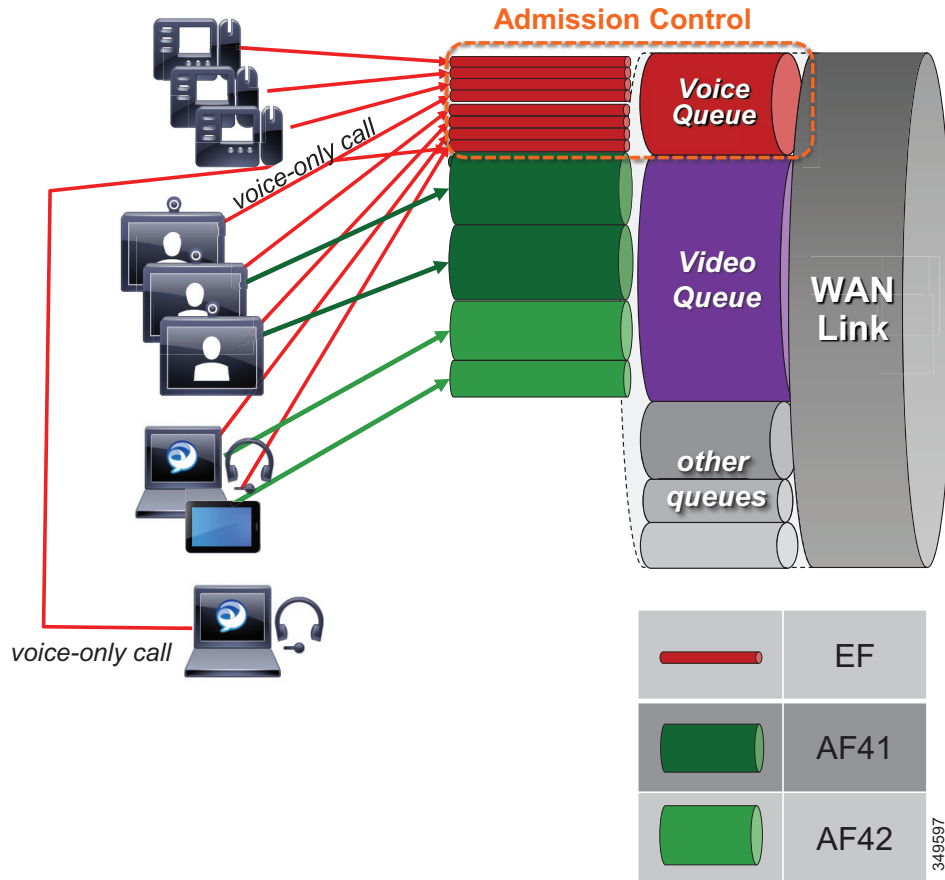 Admission Control
Voice
Queue
voice-only call
Video
Queue
WAN
Link
other
queues
voice-only call
EF
AF41
AF42
349597